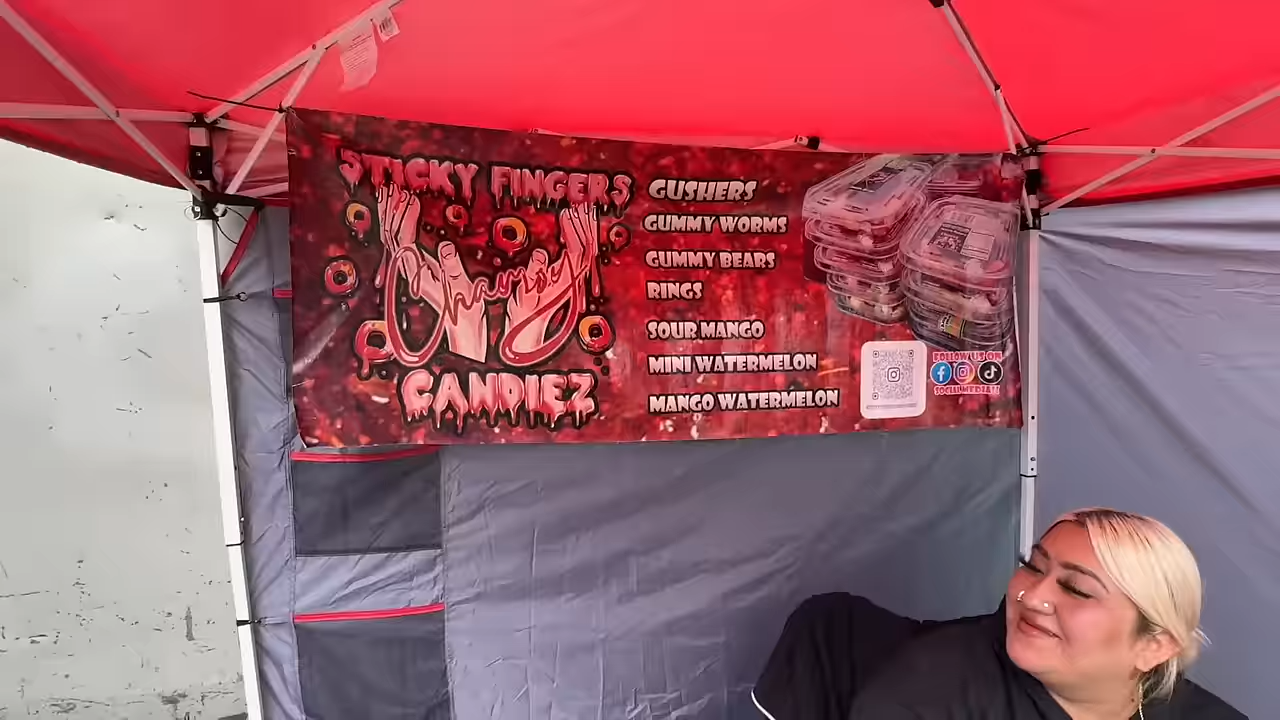 STICKY FINGERS
Chamoy
CANDIEZ
GUSHERS
GUMMY WORMS
GUMMY BEARS
RINGS
SOUR MANGO
MINI WATERMELON
MANGO WATERMELON
FOLLOW US ON
SOCIAL MEDIA!!